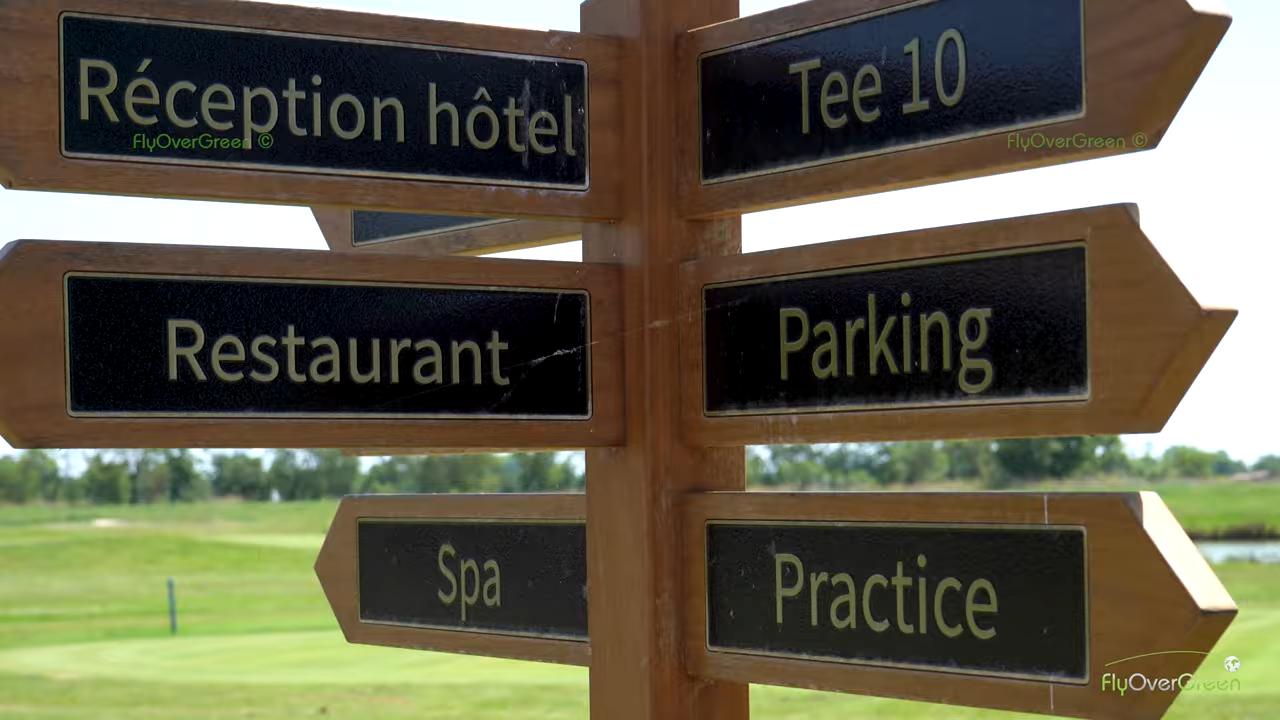 Réception hôtel
FlyOverGreen ©
Tee 10
FlyOverGreen ©
Restaurant
Parking
Spa
Practice
FlyOverGreen